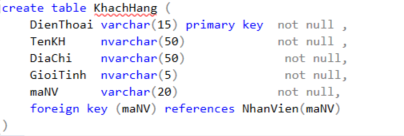 create table KhachHang (
DienThoai varchar(15) primary key not null ,
TenKH nvarchar(50) not null,
DiaChi nvarchar(50) not null,
GioiTinh nvarchar(5) not null,
maNV varchar(20) not null,
foreign key (maNV) references NhanVien(maNV)
)